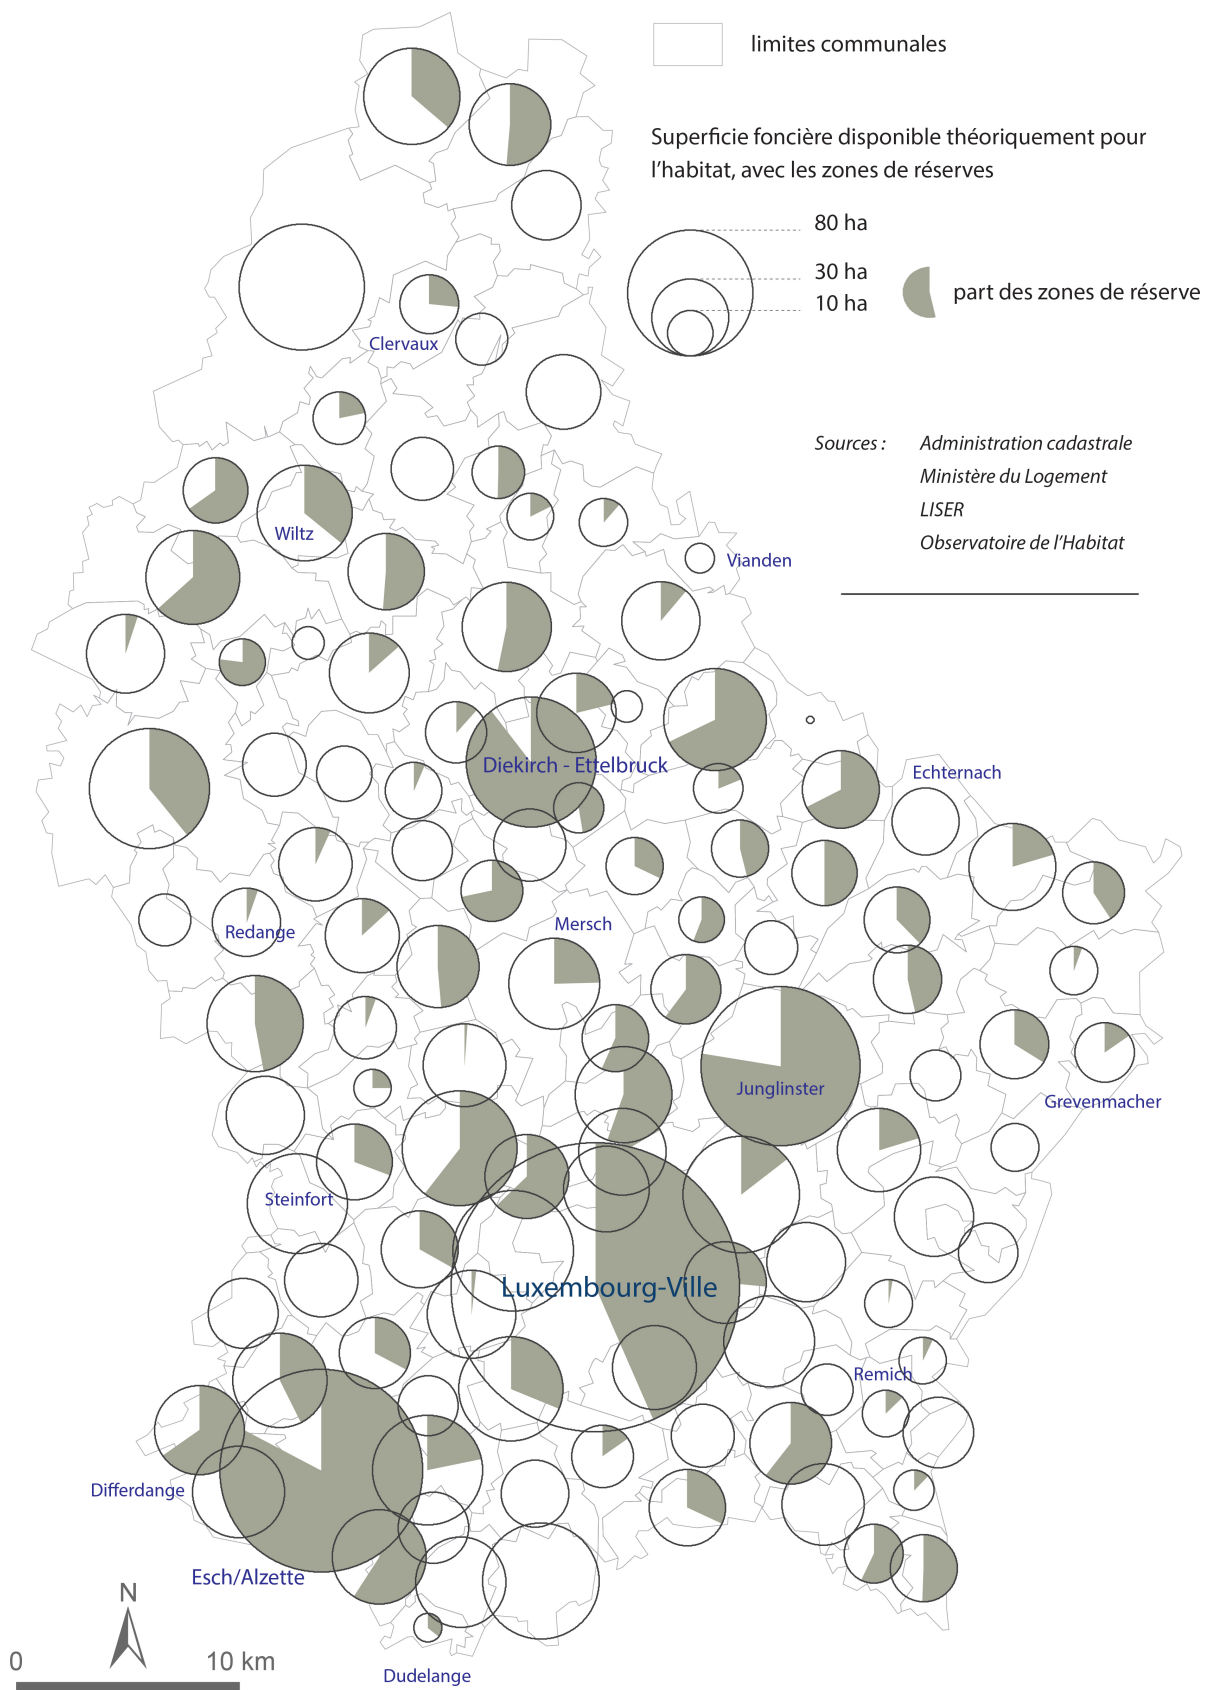 limites communales
Superficie foncière disponible théoriquement pour
l'habitat, avec les zones de réserves
80 ha
30 ha
10 ha
part des zones de réserve
Clervaux
Sources :
Administration cadastrale
Ministère du Logement
LISER
Observatoire de l'Habitat
Wiltz
Vianden
Diekirch - Ettelbruck
Echternach
Redange
Mersch
Junglinster
Grevenmacher
Steinfort
Luxembourg-Ville
Remich
Differdange
Esch/Alzette
N
0
10 km
Dudelange